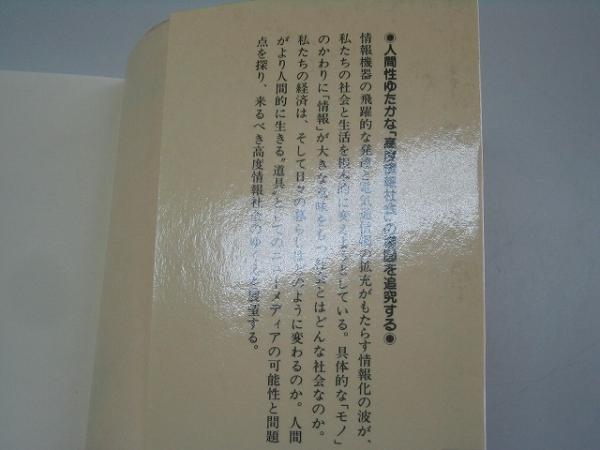 ●人間性ゆたかな「高度情報社会」の を追究する●
情報機器の飛躍的な発達と電気通信網の拡充がもたらす情報化の波が、
私たちの社会と生活を根本的に変えようとしている。具体的な「モノ」
のかわりに「情報」が大きな意味をもつ社会とはどんな社会なのか。
私たちの経済は、そして日々の暮らしはどのように変わるのか。人間
がより人間的に生きる〝道具〟としてのニューメディアの可能性と問題
点を探り、来るべき高度情報社会のゆくえを展望する。